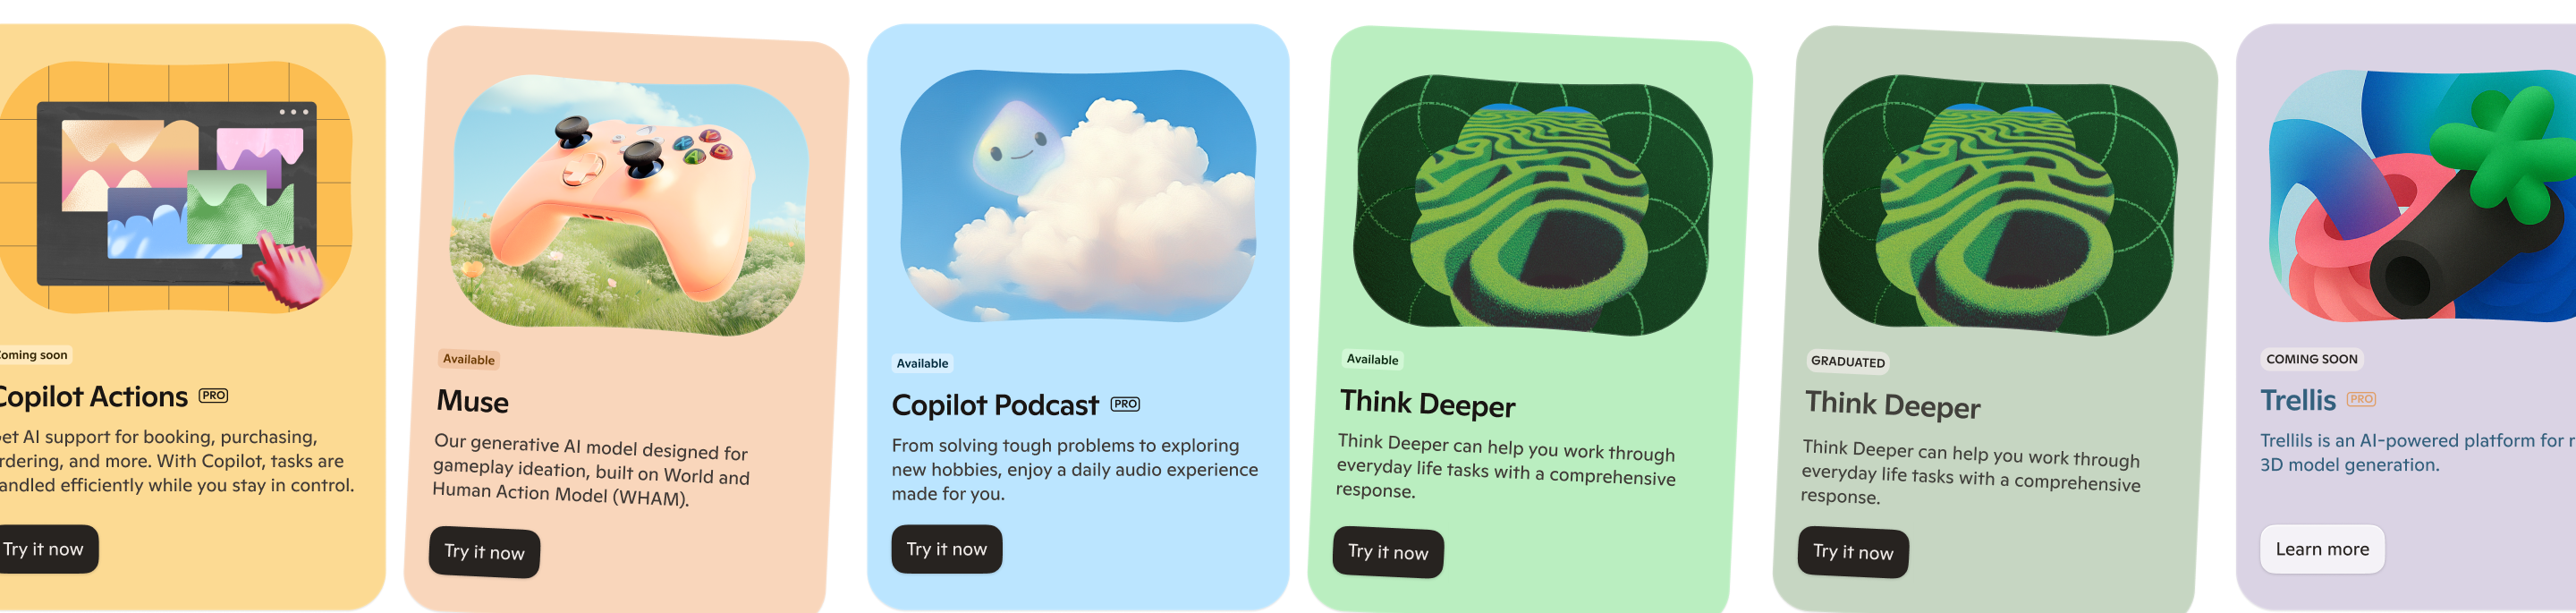 Coming soon
Copilot Actions PRO
Get AI support for booking, purchasing,
ordering, and more. With Copilot, tasks are
handled efficiently while you stay in control.
Try it now
Available
Muse
Our generative AI model designed for
gameplay ideation, built on World and
Human Action Model (WHAM).
Try it now
Available
Copilot Podcast PRO
From solving tough problems to exploring
new hobbies, enjoy a daily audio experience
made for you.
Try it now
Available
Think Deeper
Think Deeper can help you work through
everyday life tasks with a comprehensive
response.
Try it now
GRADUATED
Think Deeper
Think Deeper can help you work through
everyday life tasks with a comprehensive
response.
Try it now
COMING SOON
Trellis PRO
Trellils is an AI-powered platform for
3D model generation.
Learn more